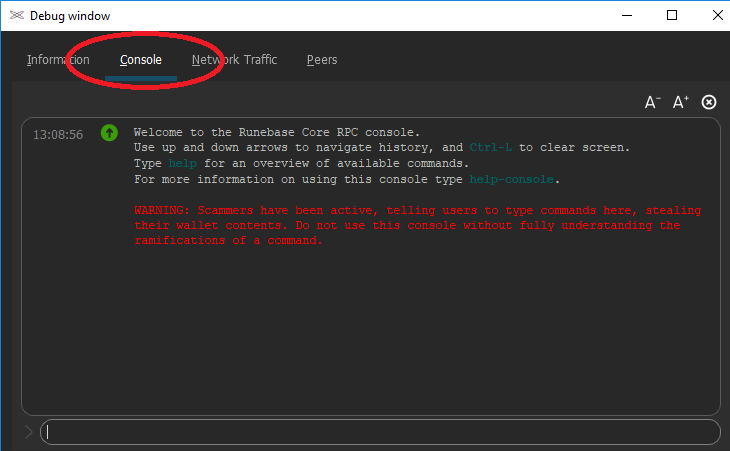 Debug window
Information Console Network Traffic Peers
A- A+
13:08:56 Welcome to the Runebase Core RPC console.
Use up and down arrows to navigate history, and Ctrl-L to clear screen.
Type help for an overview of available commands.
For more information on using this console type help-console.
WARNING: Scammers have been active, telling users to type commands here, stealing
their wallet contents. Do not use this console without fully understanding the
ramifications of a command.
>